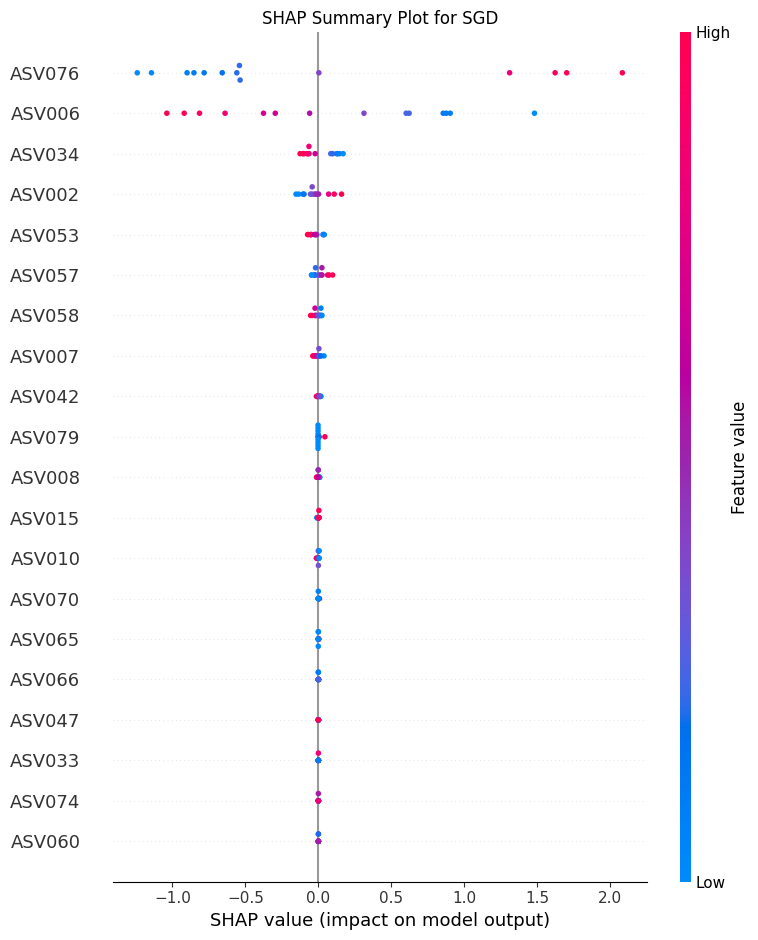 SHAP Summary Plot for SGD
High
ASV076
ASV006
ASV034
ASV002
ASV053
ASV057
ASV058
ASV007
ASV042
ASV079
ASV008
ASV015
ASV010
ASV070
ASV065
ASV066
ASV047
ASV033
ASV074
ASV060
Feature value
Low
−1.0 −0.5 0.0 0.5 1.0 1.5 2.0
SHAP value (impact on model output)